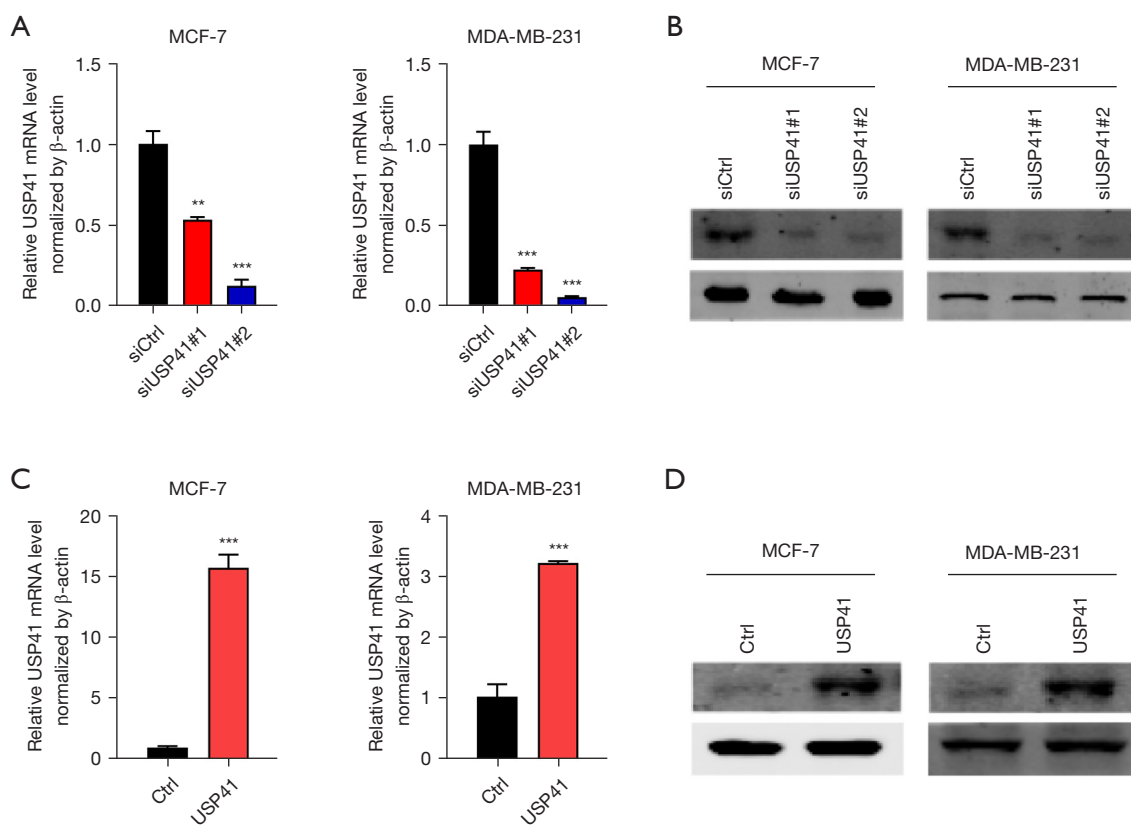 A
MCF-7
Relative USP41 mRNA level
normalized by β-actin
1.5
1.0
0.5
0.0
**
***
siCtrl
siUSP41#1
siUSP41#2
MDA-MB-231
Relative USP41 mRNA level
normalized by β-actin
1.5
1.0
0.5
0.0
***
***
siCtrl
siUSP41#1
siUSP41#2
B
MCF-7
siCtrl
siUSP41#1
siUSP41#2
MDA-MB-231
siCtrl
siUSP41#1
siUSP41#2
C
MCF-7
Relative USP41 mRNA level
normalized by β-actin
20
15
10
5
0
***
Ctrl
USP41
MDA-MB-231
Relative USP41 mRNA level
normalized by β-actin
4
3
2
1
0
***
Ctrl
USP41
D
MCF-7
Ctrl
USP41
MDA-MB-231
Ctrl
USP41